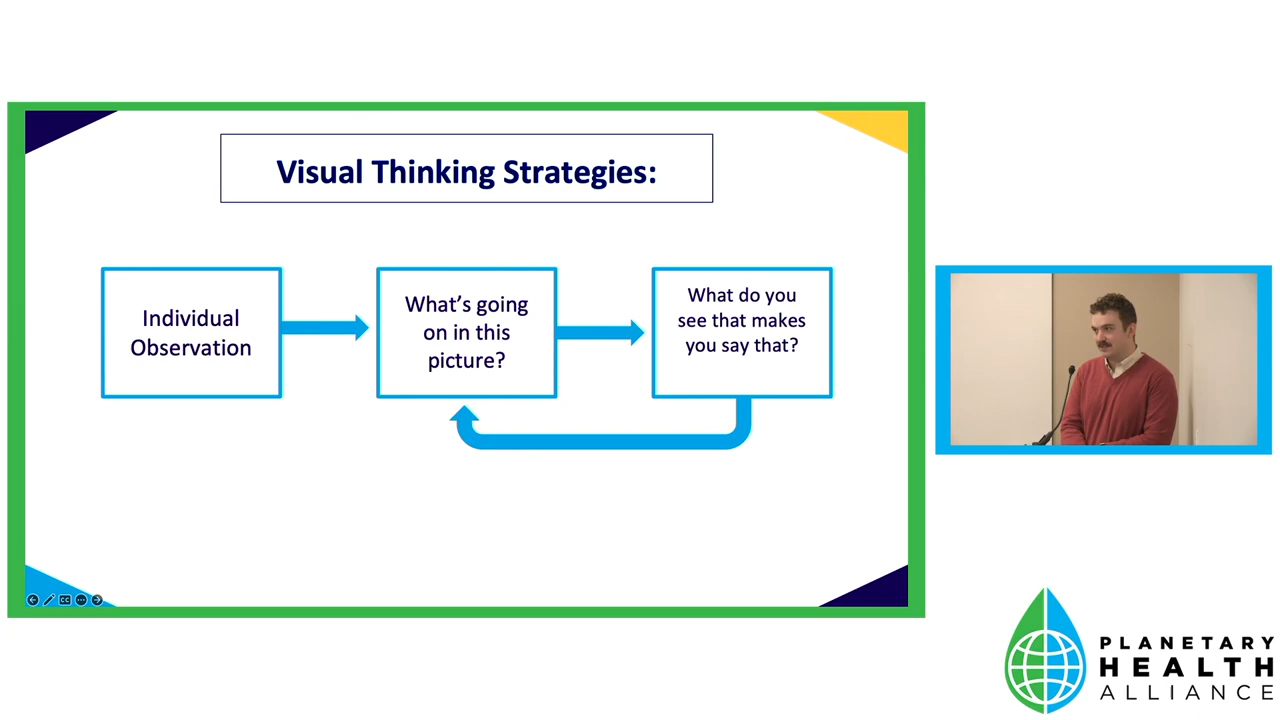 Visual Thinking Strategies:
Individual
Observation
What's going
on in this
picture?
What do you
see that makes
you say that?
CC
PLANETARY
HEALTH
ALLIANCE